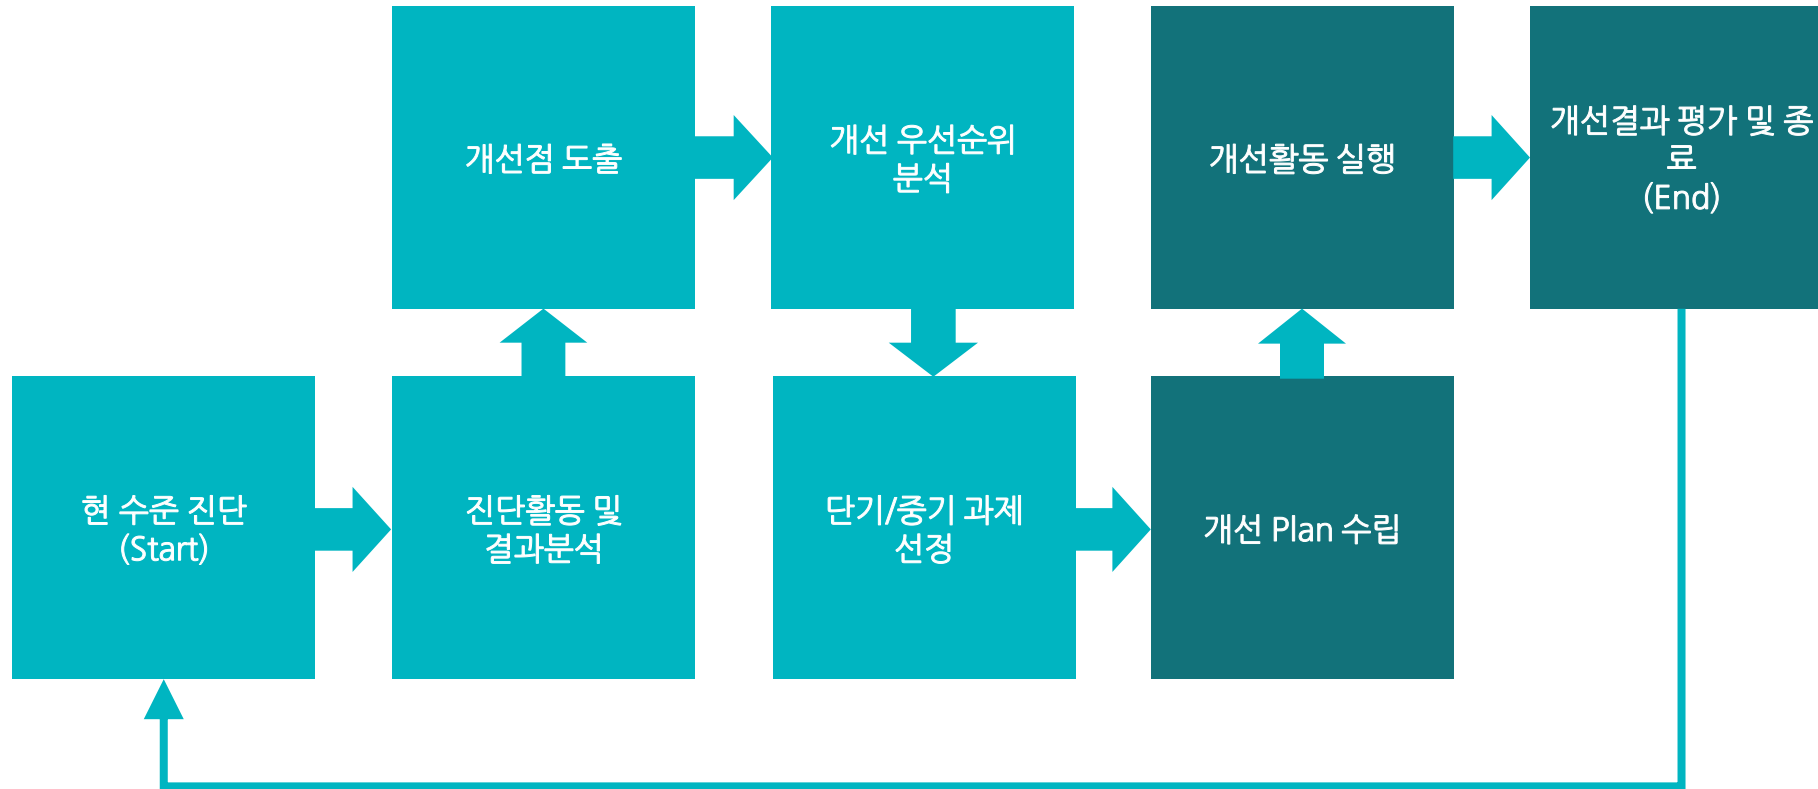 현 수준 진단
(Start)
진단활동 및
결과분석
개선점 도출
개선 우선순위
분석
단기/중기 과제
선정
개선 Plan 수립
개선활동 실행
개선결과 평가 및 종
료
(End)